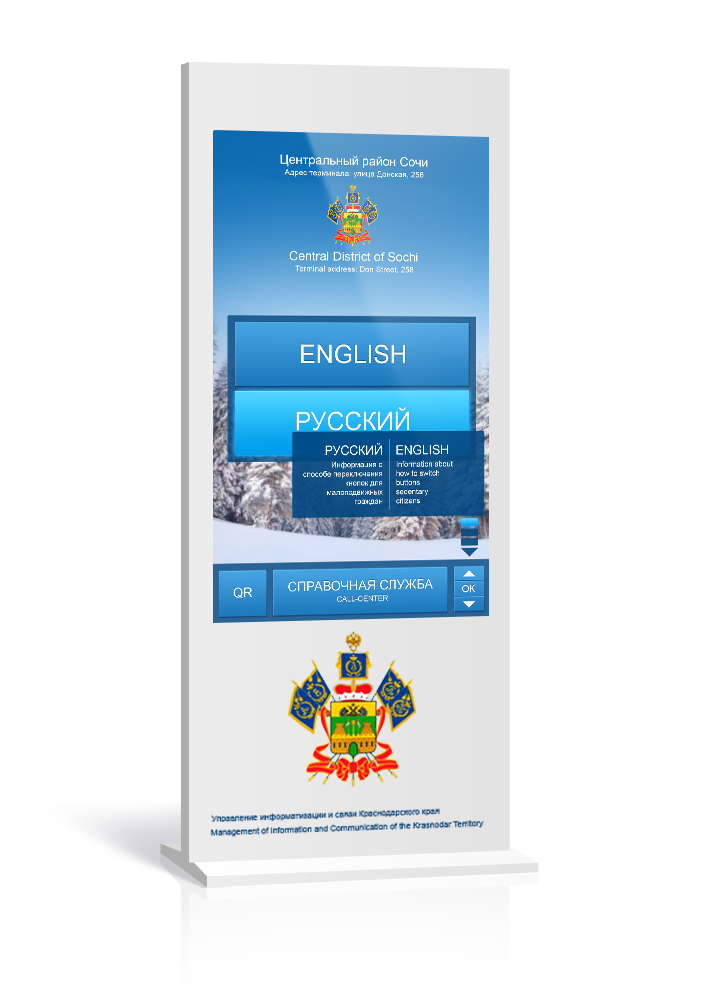 Центральный район Сочи
Адрес терминала: улица Донская, 258
Central District of Sochi
Terminal address: Don Street, 258
ENGLISH
РУССКИЙ
РУССКИЙ
Информация о
способе переключения
кнопок для
малоподвижных
граждан
ENGLISH
Information about
how to switch
buttons
sedentary
citizens
QR
СПРАВОЧНАЯ СЛУЖБА
CALL-CENTER
OK
Управление информатизации и связи Краснодарского края
Management of Information and Communication of the Krasnodar Territory